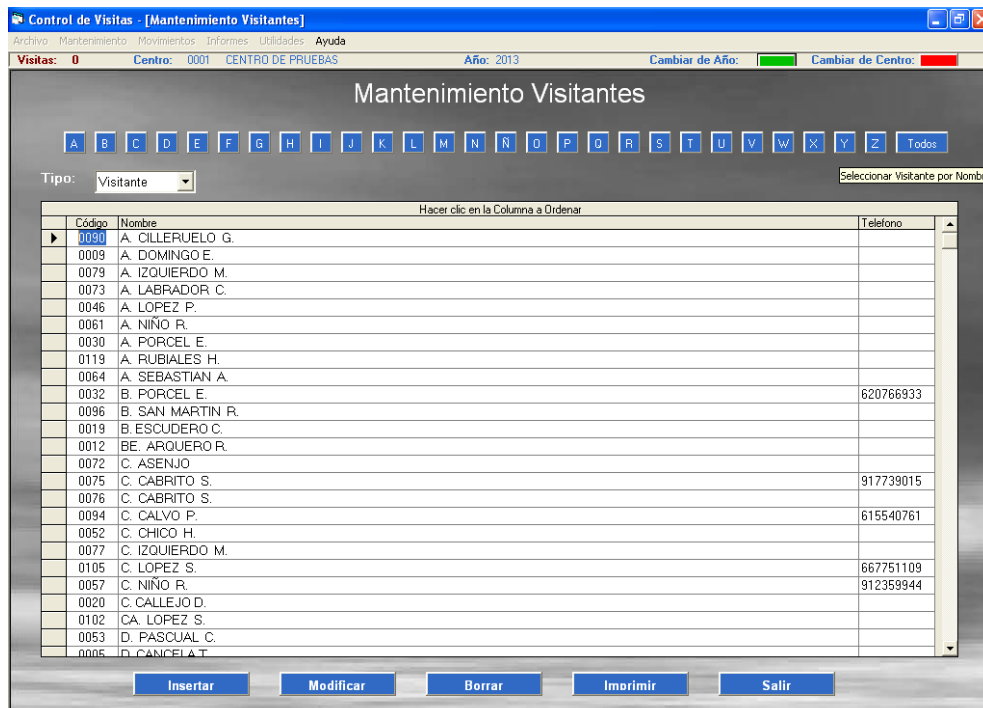 Control de Visitas - [Mantenimiento Visitantes]
Archivo Mantenimiento Movimientos Informes Utilidades Ayuda
Visitas: 0 Centro: 0001 CENTRO DE PRUEBAS Año: 2013 Cambiar de Año: Cambiar de Centro:
Mantenimiento Visitantes
A B C D E F G H I J K L M N Ñ O P Q R S T U V W X Y Z Todos
Tipo: Visitante
Seleccionar Visitante por Nombr
Hacer clic en la Columna a Ordenar
Código Nombre Telefono
0090 A. CILLERUELO G.
0009 A. DOMINGO E.
0079 A. IZQUIERDO M.
0073 A. LABRADOR C.
0046 A. LOPEZ P.
0061 A. NIÑO R.
0030 A. PORCEL E.
0119 A. RUBIALES H.
0064 A. SEBASTIAN A.
0032 B. PORCEL E. 620766933
0096 B. SAN MARTIN R.
0019 B. ESCUDERO C.
0012 BE. ARQUERO R.
0072 C. ASENJO
0075 C. CABRITO S. 917739015
0076 C. CABRITO S.
0094 C. CALVO P. 615540761
0052 C. CHICO H.
0077 C. IZQUIERDO M.
0105 C. LOPEZ S. 667751109
0057 C. NIÑO R. 912359944
0020 C. CALLEJO D.
0102 CA. LOPEZ S.
0053 D. PASCUAL C.
0005 D. CANCELA T.
Insertar Modificar Borrar Imprimir Salir